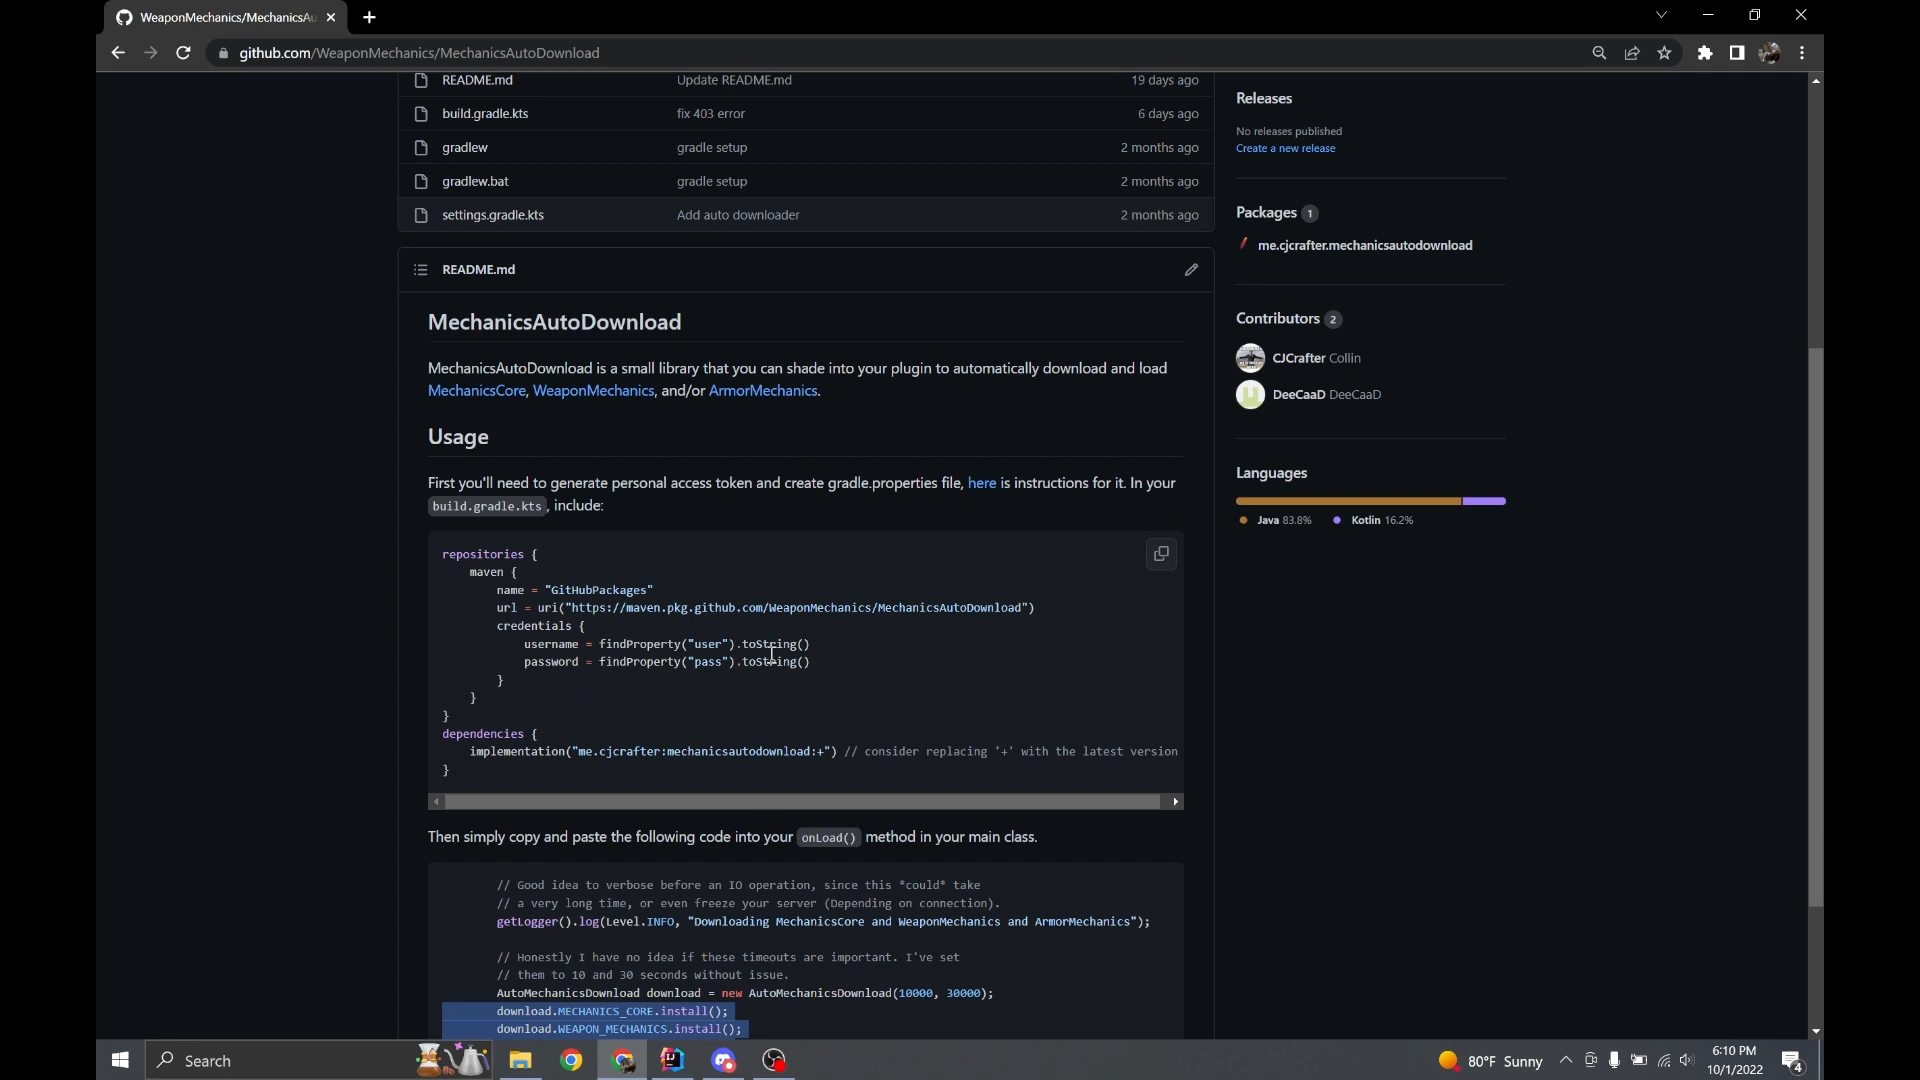 WeaponMechanics/MechanicsAu
github.com/WeaponMechanics/MechanicsAutoDownload
README.md Update README.md 19 days ago
build.gradle.kts fix 403 error 6 days ago
gradlew gradle setup 2 months ago
gradlew.bat gradle setup 2 months ago
settings.gradle.kts Add auto downloader 2 months ago
README.md
MechanicsAutoDownload
MechanicsAutoDownload is a small library that you can shade into your plugin to automatically download and load
MechanicsCore, WeaponMechanics, and/or ArmorMechanics.
Usage
First you'll need to generate personal access token and create gradle.properties file, here is instructions for it. In your
build.gradle.kts, include:
repositories {
maven {
name = "GitHubPackages"
url = uri("https://maven.pkg.github.com/WeaponMechanics/MechanicsAutoDownload")
credentials {
username = findProperty("user").toString()
password = findProperty("pass").toString()
}
}
}
dependencies {
implementation("me.cjcrafter:mechanicsautodownload:+") // consider replacing '+' with the latest version
}
Then simply copy and paste the following code into your onLoad() method in your main class.
// Good idea to verbose before an IO operation, since this *could* take
// a very long time, or even freeze your server (Depending on connection).
getLogger().log(Level.INFO, "Downloading MechanicsCore and WeaponMechanics and ArmorMechanics");
// Honestly I have no idea if these timeouts are important. I've set
// them to 10 and 30 seconds without issue.
AutoMechanicsDownload download = new AutoMechanicsDownload(10000, 30000);
download.MECHANICS_CORE.install();
download.WEAPON_MECHANICS.install();
Releases
No releases published
Create a new release
Packages 1
me.cjcrafter.mechanicsautodownload
Contributors 2
CJCrafter Collin
DeeCaaD DeeCaaD
Languages
Java 83.8% Kotlin 16.2%
Search
80°F Sunny
6:10 PM
10/1/2022
4